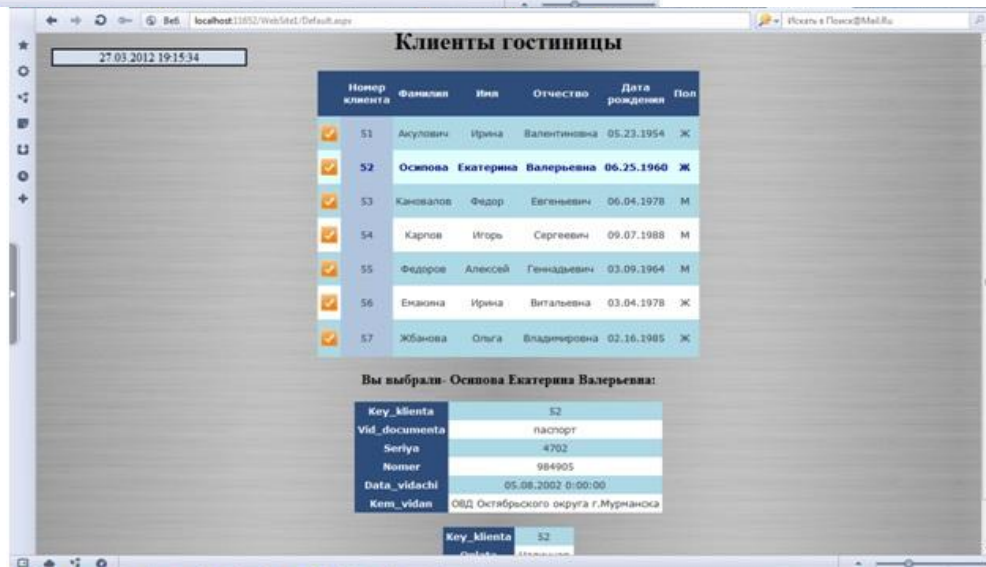 Веб localhost:11652/WebSite1/Default.aspx Искать в Поиск@Mail.Ru
Клиенты гостиницы
27.03.2012 19:15:34
Номер клиента Фамилия Имя Отчество Дата рождения Пол
51 Акулович Ирина Валентиновна 05.23.1954 Ж
52 Осипова Екатерина Валерьевна 06.25.1960 Ж
53 Кановалов Федор Евгеньевич 06.04.1978 М
54 Карпов Игорь Сергеевич 09.07.1988 М
55 Федоров Алексей Геннадьевич 03.09.1964 М
56 Емакина Ирина Витальевна 03.04.1978 Ж
57 Жбанова Ольга Владимировна 02.16.1985 Ж
Вы выбрали- Осипова Екатерина Валерьевна:
Key_klienta 52
Vid_documenta паспорт
Seriya 4702
Nomer 984905
Data_vidachi 05.08.2002 0:00:00
Kem_vidan ОВД Октябрьского округа г.Мурманска
Key_klienta 52